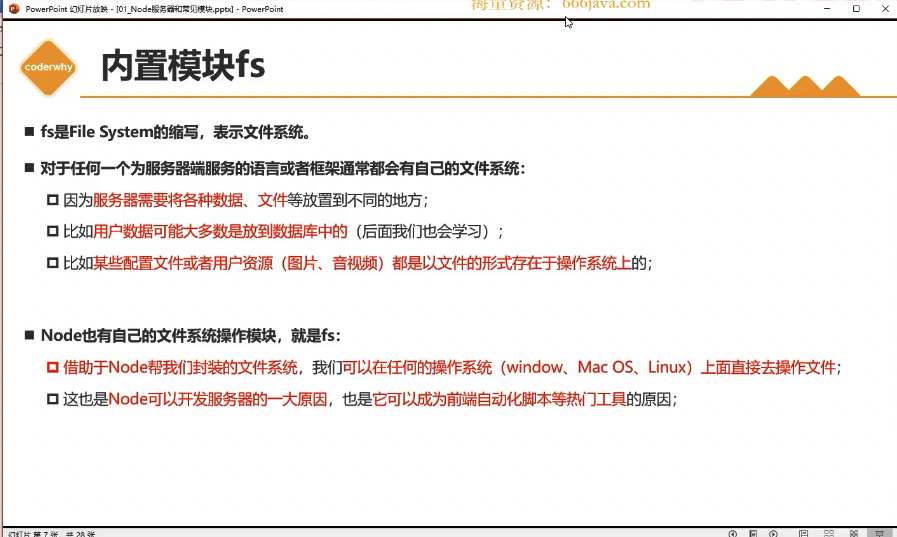 PowerPoint 幻灯片放映 - [01_Node服务器和常见模块.pptx] - PowerPoint
海量资源：666java.com
coderwhy
内置模块fs
fs是File System的缩写，表示文件系统。
对于任何一个为服务器端服务的语言或者框架通常都会有自己的文件系统：
因为服务器需要将各种数据、文件等放置到不同的地方；
比如用户数据可能大多数是放到数据库中的（后面我们也会学习）；
比如某些配置文件或者用户资源（图片、音视频）都是以文件的形式存在于操作系统上的；
Node也有自己的文件系统操作模块，就是fs：
借助于Node帮我们封装的文件系统，我们可以在任何的操作系统（window、Mac OS、Linux）上面直接去操作文件；
这也是Node可以开发服务器的一大原因，也是它可以成为前端自动化脚本等热门工具的原因；
幻灯片 第 7 张，共 28 张